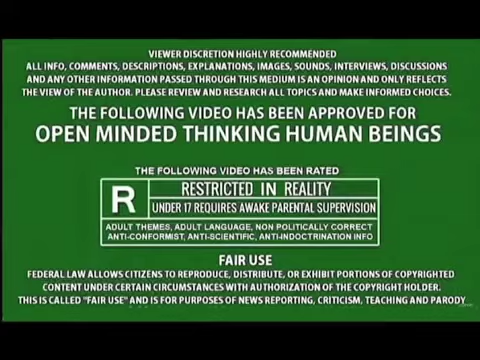 VIEWER DISCRETION HIGHLY RECOMMENDED
ALL INFO, COMMENTS, DESCRIPTIONS, EXPLANATIONS, IMAGES, SOUNDS, INTERVIEWS, DISCUSSIONS
AND ANY OTHER INFORMATION PASSED THROUGH THIS MEDIUM IS AN OPINION AND ONLY REFLECTS
THE VIEW OF THE AUTHOR. PLEASE REVIEW AND RESEARCH ALL TOPICS AND MAKE INFORMED CHOICES.
THE FOLLOWING VIDEO HAS BEEN APPROVED FOR
OPEN MINDED THINKING HUMAN BEINGS
THE FOLLOWING VIDEO HAS BEEN RATED
R
RESTRICTED IN REALITY
UNDER 17 REQUIRES AWAKE PARENTAL SUPERVISION
ADULT THEMES, ADULT LANGUAGE, NON POLITICALLY CORRECT
ANTI-CONFORMIST, ANTI-SCIENTIFIC, ANTI-INDOCTRINATION INFO
FAIR USE
FEDERAL LAW ALLOWS CITIZENS TO REPRODUCE, DISTRIBUTE, OR EXHIBIT PORTIONS OF COPYRIGHTED
CONTENT UNDER CERTAIN CIRCUMSTANCES WITH AUTHORIZATION OF THE COPYRIGHT HOLDER.
THIS IS CALLED "FAIR USE" AND IS FOR PURPOSES OF NEWS REPORTING, CRITICISM, TEACHING AND PARODY